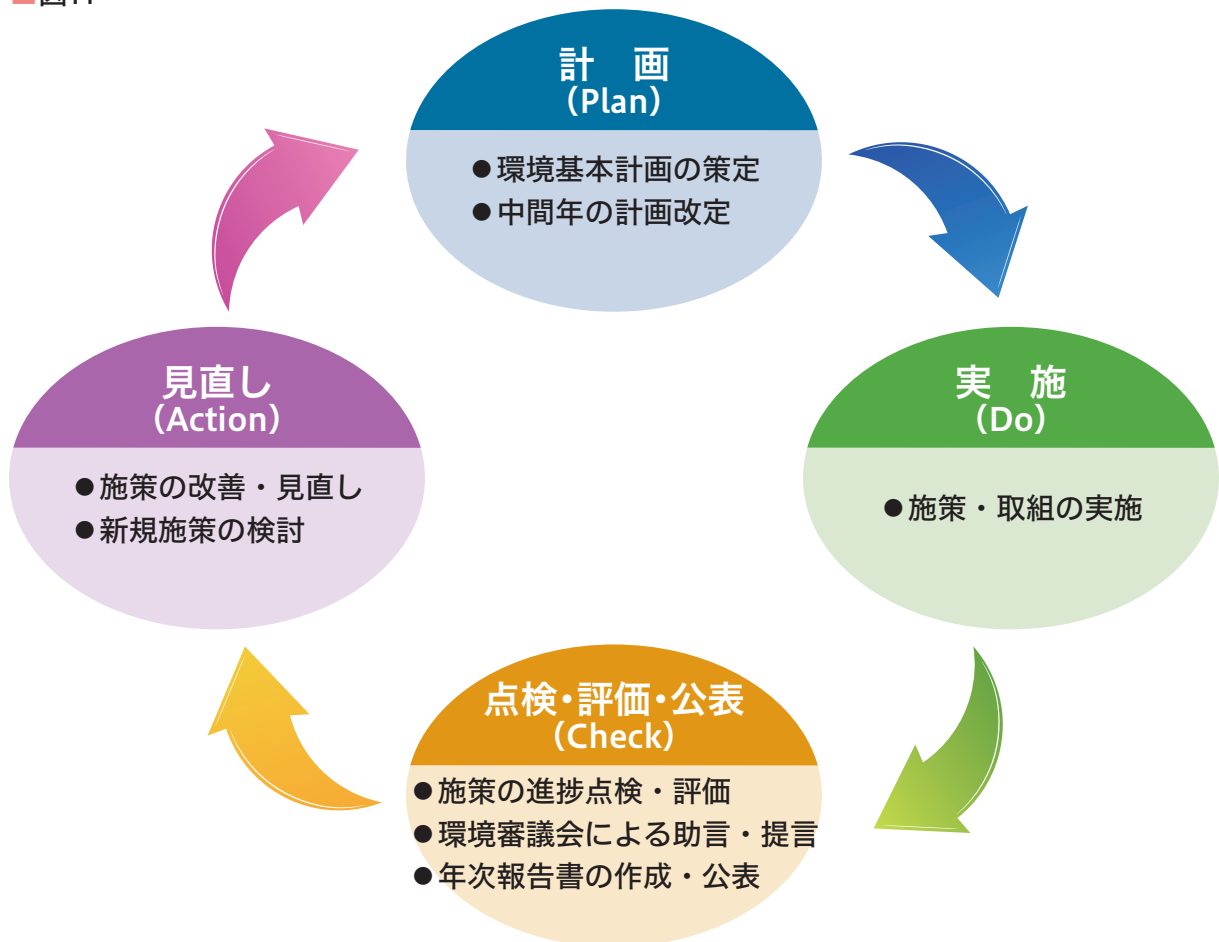 計　画
（Plan）
●環境基本計画の策定
●中間年の計画改定
実　施
（Do）
●施策・取組の実施
点検・評価・公表
（Check）
●施策の進捗点検・評価
●環境審議会による助言・提言
●年次報告書の作成・公表
見直し
（Action）
●施策の改善・見直し
●新規施策の検討